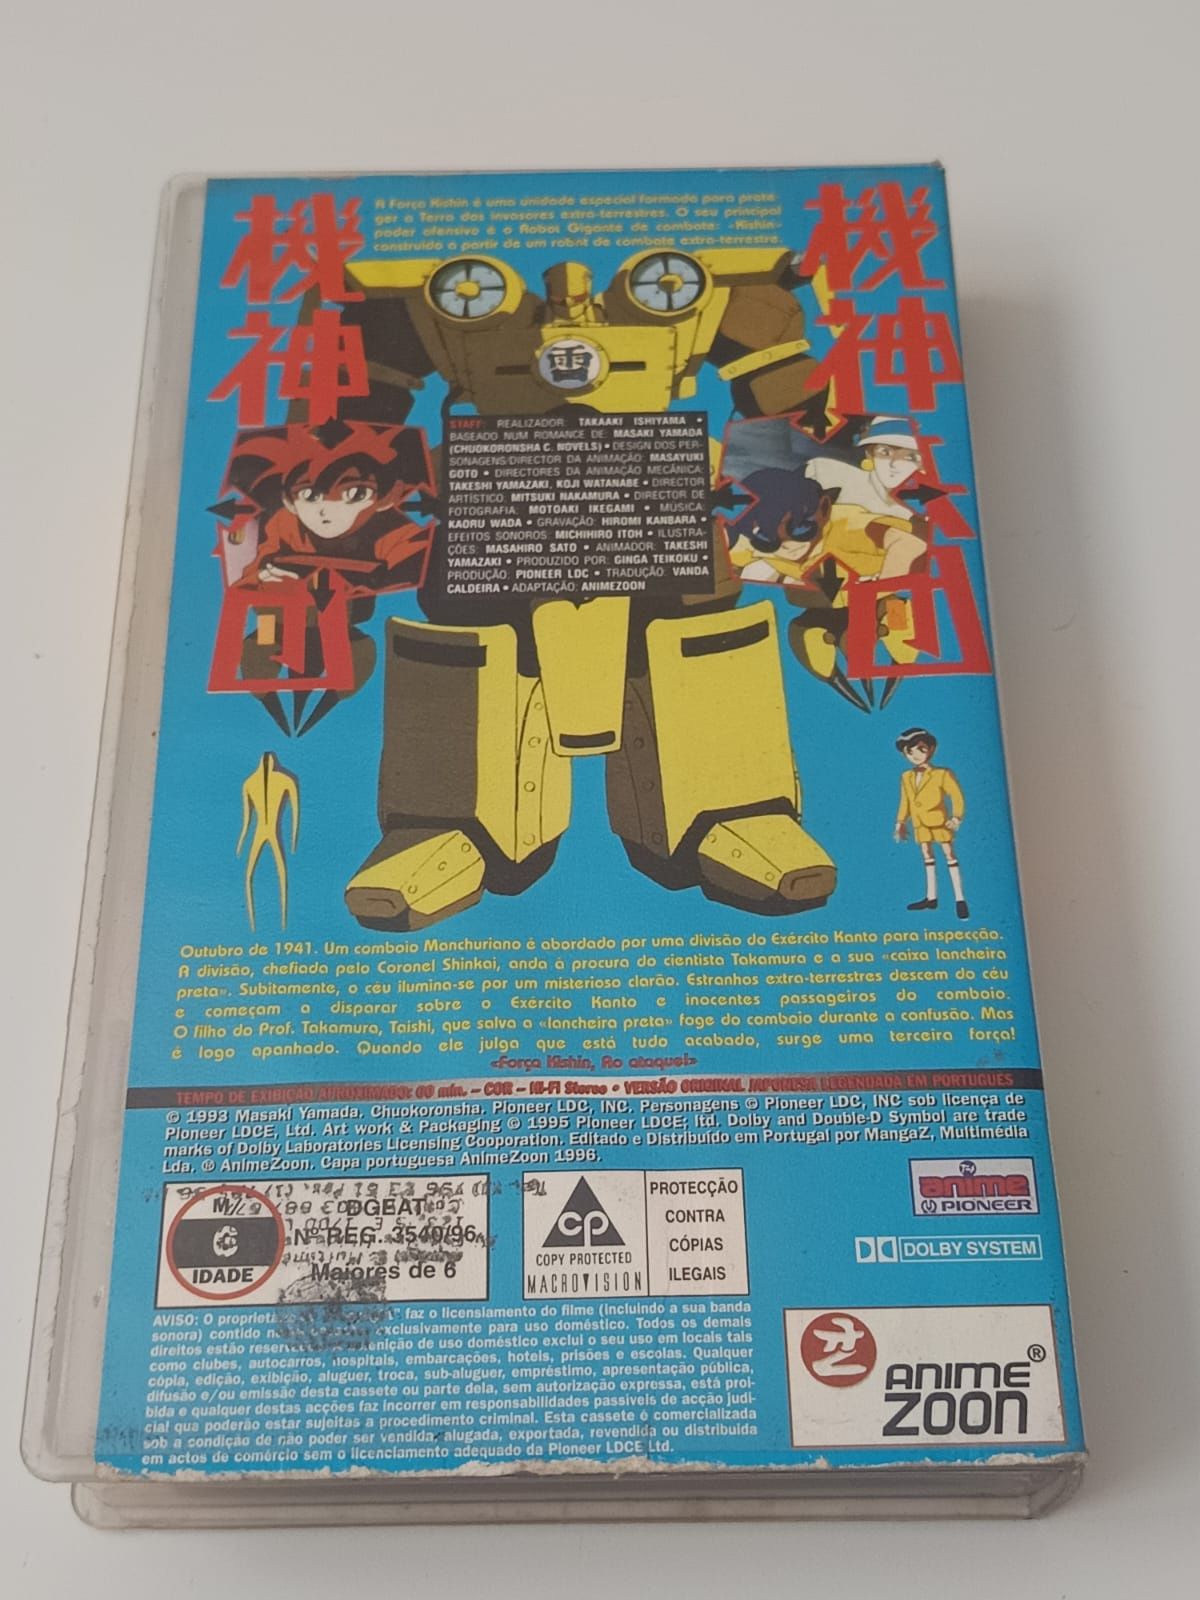 機神兵団
機神兵団
A Força Kishin é uma unidade especial formada para prote-
ger a Terra dos invasores extra-terrestres. O seu principal
poder ofensivo é o Robot Gigante de combate: «Kishin»
construído a partir de um robot de combate extra-terrestre.
雷
STAFF: REALIZADOR: TAKAAKI ISHIYAMA •
BASEADO NUM ROMANCE DE: MASAKI YAMADA
(CHUOKORONSHA C. NOVELS) • DESIGN DOS PER-
SONAGENS/DIRECTOR DA ANIMAÇÃO: MASAYUKI
GOTO • DIRECTORES DA ANIMAÇÃO MECÂNICA:
TAKESHI YAMAZAKI, KOJI WATANABE • DIRECTOR
ARTÍSTICO: MITSUKI NAKAMURA • DIRECTOR DE
FOTOGRAFIA: MOTOAKI IKEGAMI • MÚSICA:
KAORU WADA • GRAVAÇÃO: HIROMI KANBARA •
EFEITOS SONOROS: MICHIHIRO ITOH • ILUSTRA-
ÇÕES: MASAHIRO SATO • ANIMADOR: TAKESHI
YAMAZAKI • PRODUZIDO POR: GINGA TEIKOKU •
PRODUÇÃO: PIONEER LDC • TRADUÇÃO: VANDA
CALDEIRA • ADAPTAÇÃO: ANIMEZOON
Outubro de 1941. Um comboio Manchuriano é abordado por uma divisão do Exército Kanto para inspecção.
A divisão, chefiada pelo Coronel Shinkai, anda à procura do cientista Takamura e a sua «caixa lancheira
preta». Subitamente, o céu ilumina-se por um misterioso clarão. Estranhos extra-terrestres descem do céu
e começam a disparar sobre o Exército Kanto e inocentes passageiros do comboio.
O filho do Prof. Takamura, Taishi, que salva a «lancheira preta» foge do comboio durante a confusão. Mas
é logo apanhado. Quando ele julga que está tudo acabado, surge uma terceira força!
«Força Kishin, Ao ataque!»
TEMPO DE EXIBIÇÃO APROXIMADO: 60 min. – COR – HI-FI Stereo • VERSÃO ORIGINAL JAPONESA LEGENDADA EM PORTUGUÊS
© 1993 Masaki Yamada, Chuokoronsha, Pioneer LDC, INC. Personagens © Pioneer LDC, INC sob licença de
Pioneer LDCE, Ltd. Art work & Packaging © 1995 Pioneer LDCE; ltd. Dolby and Double-D Symbol are trade
marks of Dolby Laboratories Licensing Cooporation. Editado e Distribuído em Portugal por MangaZ, Multimédia
Lda. ® AnimeZoon. Capa portuguesa AnimeZoon 1996.
M/
6
IDADE
DGEAT
Nº REG. 3540/96
Maiores de 6
CP
COPY PROTECTED
MACROVISION
PROTECÇÃO
CONTRA
CÓPIAS
ILEGAIS
anime
PIONEER
DOLBY SYSTEM
AVISO: O faz o licensiamento do filme (incluindo a sua banda
sonora) contido exclusivamente para uso doméstico. Todos os demais
direitos estão de uso doméstico exclui o seu uso em locais tais
como clubes, autocarros, hospitais, embarcações, hoteis, prisões e escolas. Qualquer
cópia, edição, exibição, aluguer, troca, sub-aluguer, empréstimo, apresentação pública,
difusão e/ou emissão desta cassete ou parte dela, sem autorização expressa, está proi-
bida e qualquer destas acções faz incorrer em responsabilidades passíveis de acção judi-
cial que poderão estar sujeitas a procedimento criminal. Esta cassete é comercializada
sob a condição de não poder ser vendida, alugada, exportada, revendida ou distribuida
em actos de comércio sem o licenciamento adequado da Pioneer LDCE Ltd.
ANIME
ZOON®